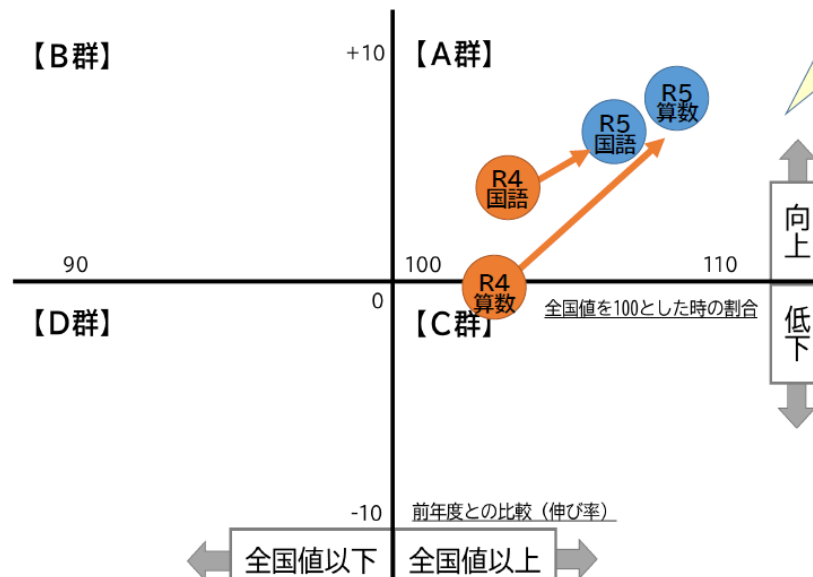 【B群】
+10
【A群】
R5
算数
R5
国語
R4
国語
向上
90
100
110
R4
算数
0
全国値を100とした時の割合
【D群】
【C群】
低下
-10
前年度との比較（伸び率）
全国値以下
全国値以上